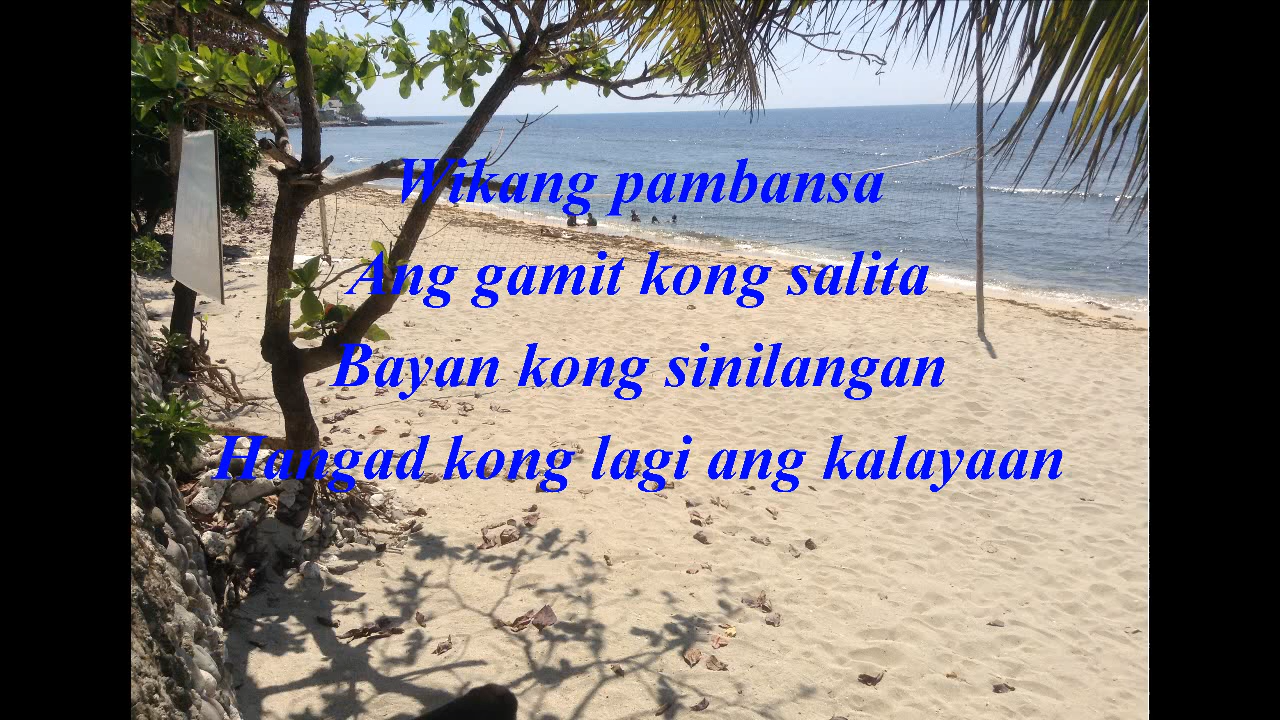 Wikang pambansa
Ang gamit kong salita
Bayan kong sinilangan
Hangad kong lagi ang kalayaan